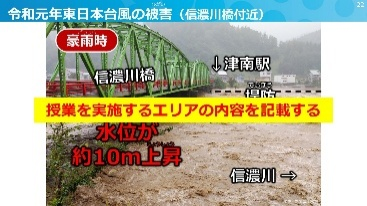 令和元年東日本台風の被害（信濃川橋付近）
22
豪雨時
信濃川橋
↓津南駅
堤防
授業を実施するエリアの内容を記載する
水位が
約10m上昇
信濃川→